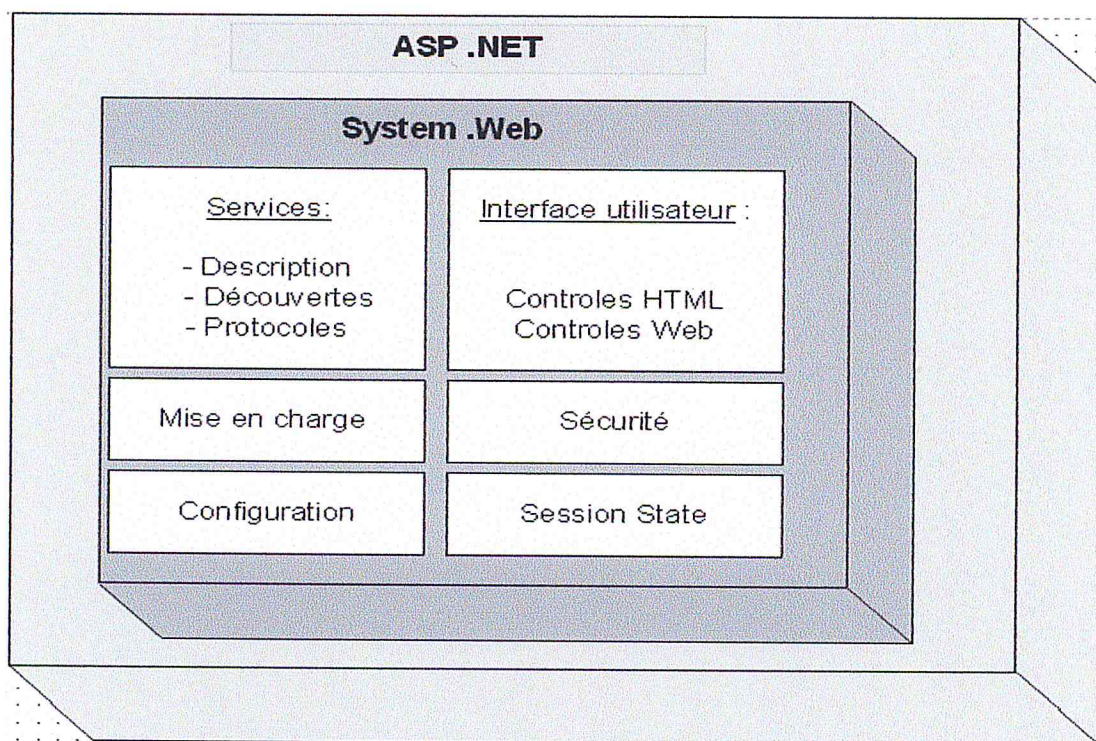 ASP .NET
System .Web
Services:
- Description
- Découvertes
- Protocoles
Interface utilisateur :
Controles HTML
Controles Web
Mise en charge
Sécurité
Configuration
Session State